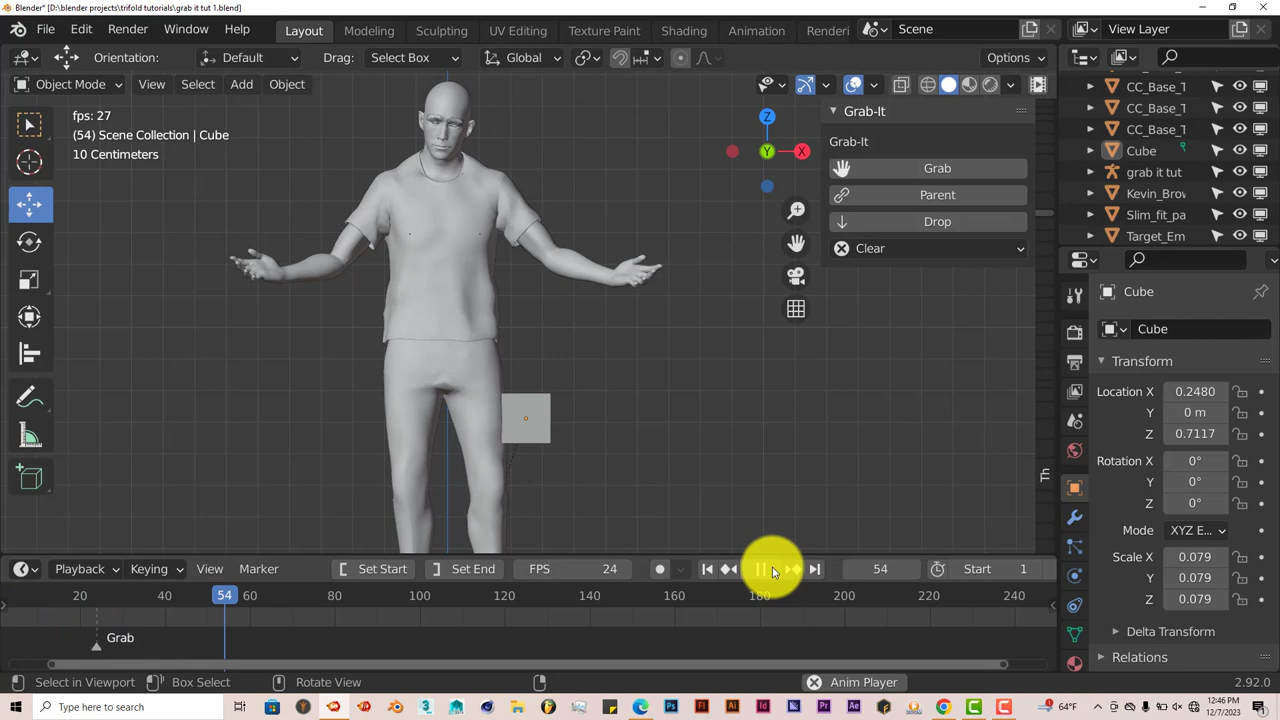 Blender* [D:\blender projects\trifold tutorials\grab it tut 1.blend]
File Edit Render Window Help Layout Modeling Sculpting UV Editing Texture Paint Shading Animation Renderi Scene View Layer
Orientation: Default Drag: Select Box Global Options
Object Mode View Select Add Object
fps: 27
(54) Scene Collection | Cube
10 Centimeters
Z
X
Y
Grab-It
Grab-It
Grab
Parent
Drop
Clear
CC_Base_T
CC_Base_T
CC_Base_T
Cube
grab it tut
Kevin_Brov
Slim_fit_pa
Target_Em
Cube
Cube
Transform
Location X 0.2480
Y 0 m
Z 0.7117
Rotation X 0°
Y 0°
Z 0°
Mode XYZ E...
Scale X 0.079
Y 0.079
Z 0.079
Delta Transform
Relations
Playback Keying View Marker [ Set Start ] Set End FPS 24 54 Start 1
20 54 100 120 140 160 180 200 220 240
Grab
Select in Viewport Box Select Rotate View Anim Player 2.92.0
Type here to search 64°F 12:46 PM
12/7/2023